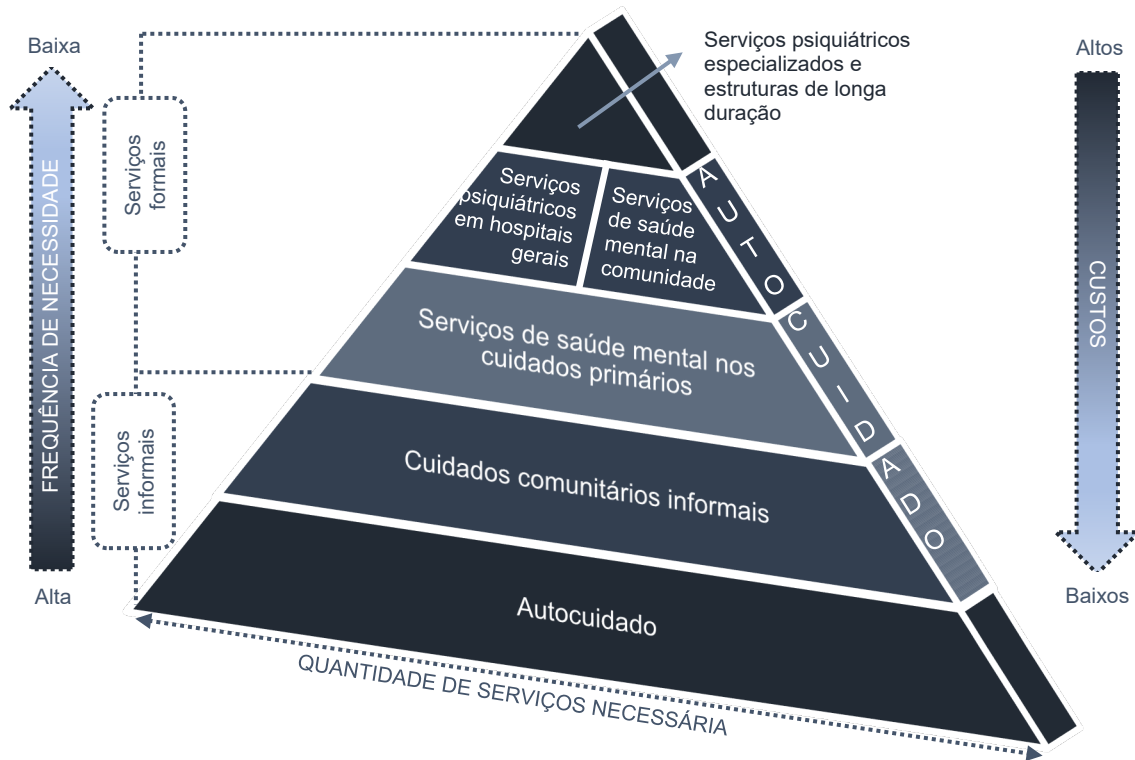 Baixa
FREQUÊNCIA DE NECESSIDADE
Alta
Serviços
formais
Serviços
informais
Serviços psiquiátricos
especializados e
estruturas de longa
duração
Serviços
psiquiátricos
em hospitais
gerais
Serviços
de saúde
mental na
comunidade
Serviços de saúde mental nos
cuidados primários
Cuidados comunitários informais
Autocuidado
AUTOCUIDADO
QUANTIDADE DE SERVIÇOS NECESSÁRIA
Altos
CUSTOS
Baixos